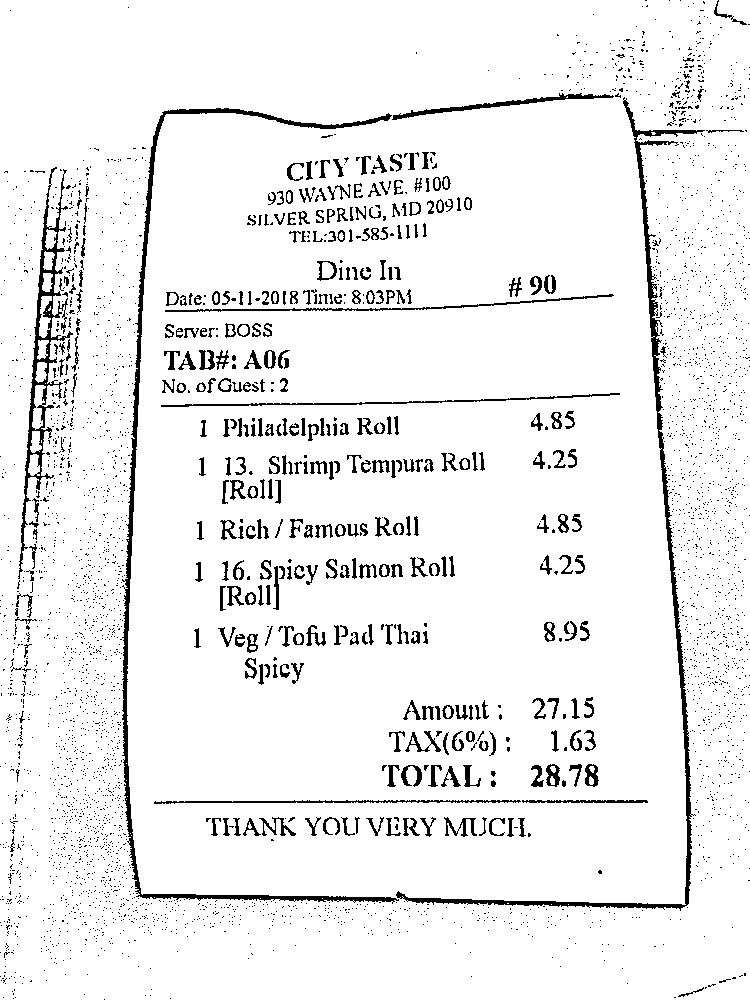 CITY TASTE
930 WAYNE AVE. #100
SILVER SPRING, MD 20910
TEL:301-585-1111
Dine In
Date: 05-11-2018 Time: 8:03PM # 90
Server: BOSS
TAB#: A06
No. of Guest : 2
1 Philadelphia Roll 4.85
1 13. Shrimp Tempura Roll 4.25
[Roll]
1 Rich / Famous Roll 4.85
1 16. Spicy Salmon Roll 4.25
[Roll]
1 Veg / Tofu Pad Thai 8.95
Spicy
Amount : 27.15
TAX(6%) : 1.63
TOTAL : 28.78
THANK YOU VERY MUCH.